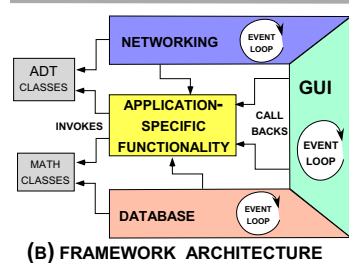 NETWORKING
EVENT
LOOP
ADT
CLASSES
GUI
APPLICATION-
SPECIFIC
FUNCTIONALITY
INVOKES
CALL
BACKS
EVENT
LOOP
MATH
CLASSES
DATABASE
EVENT
LOOP
(B) FRAMEWORK ARCHITECTURE